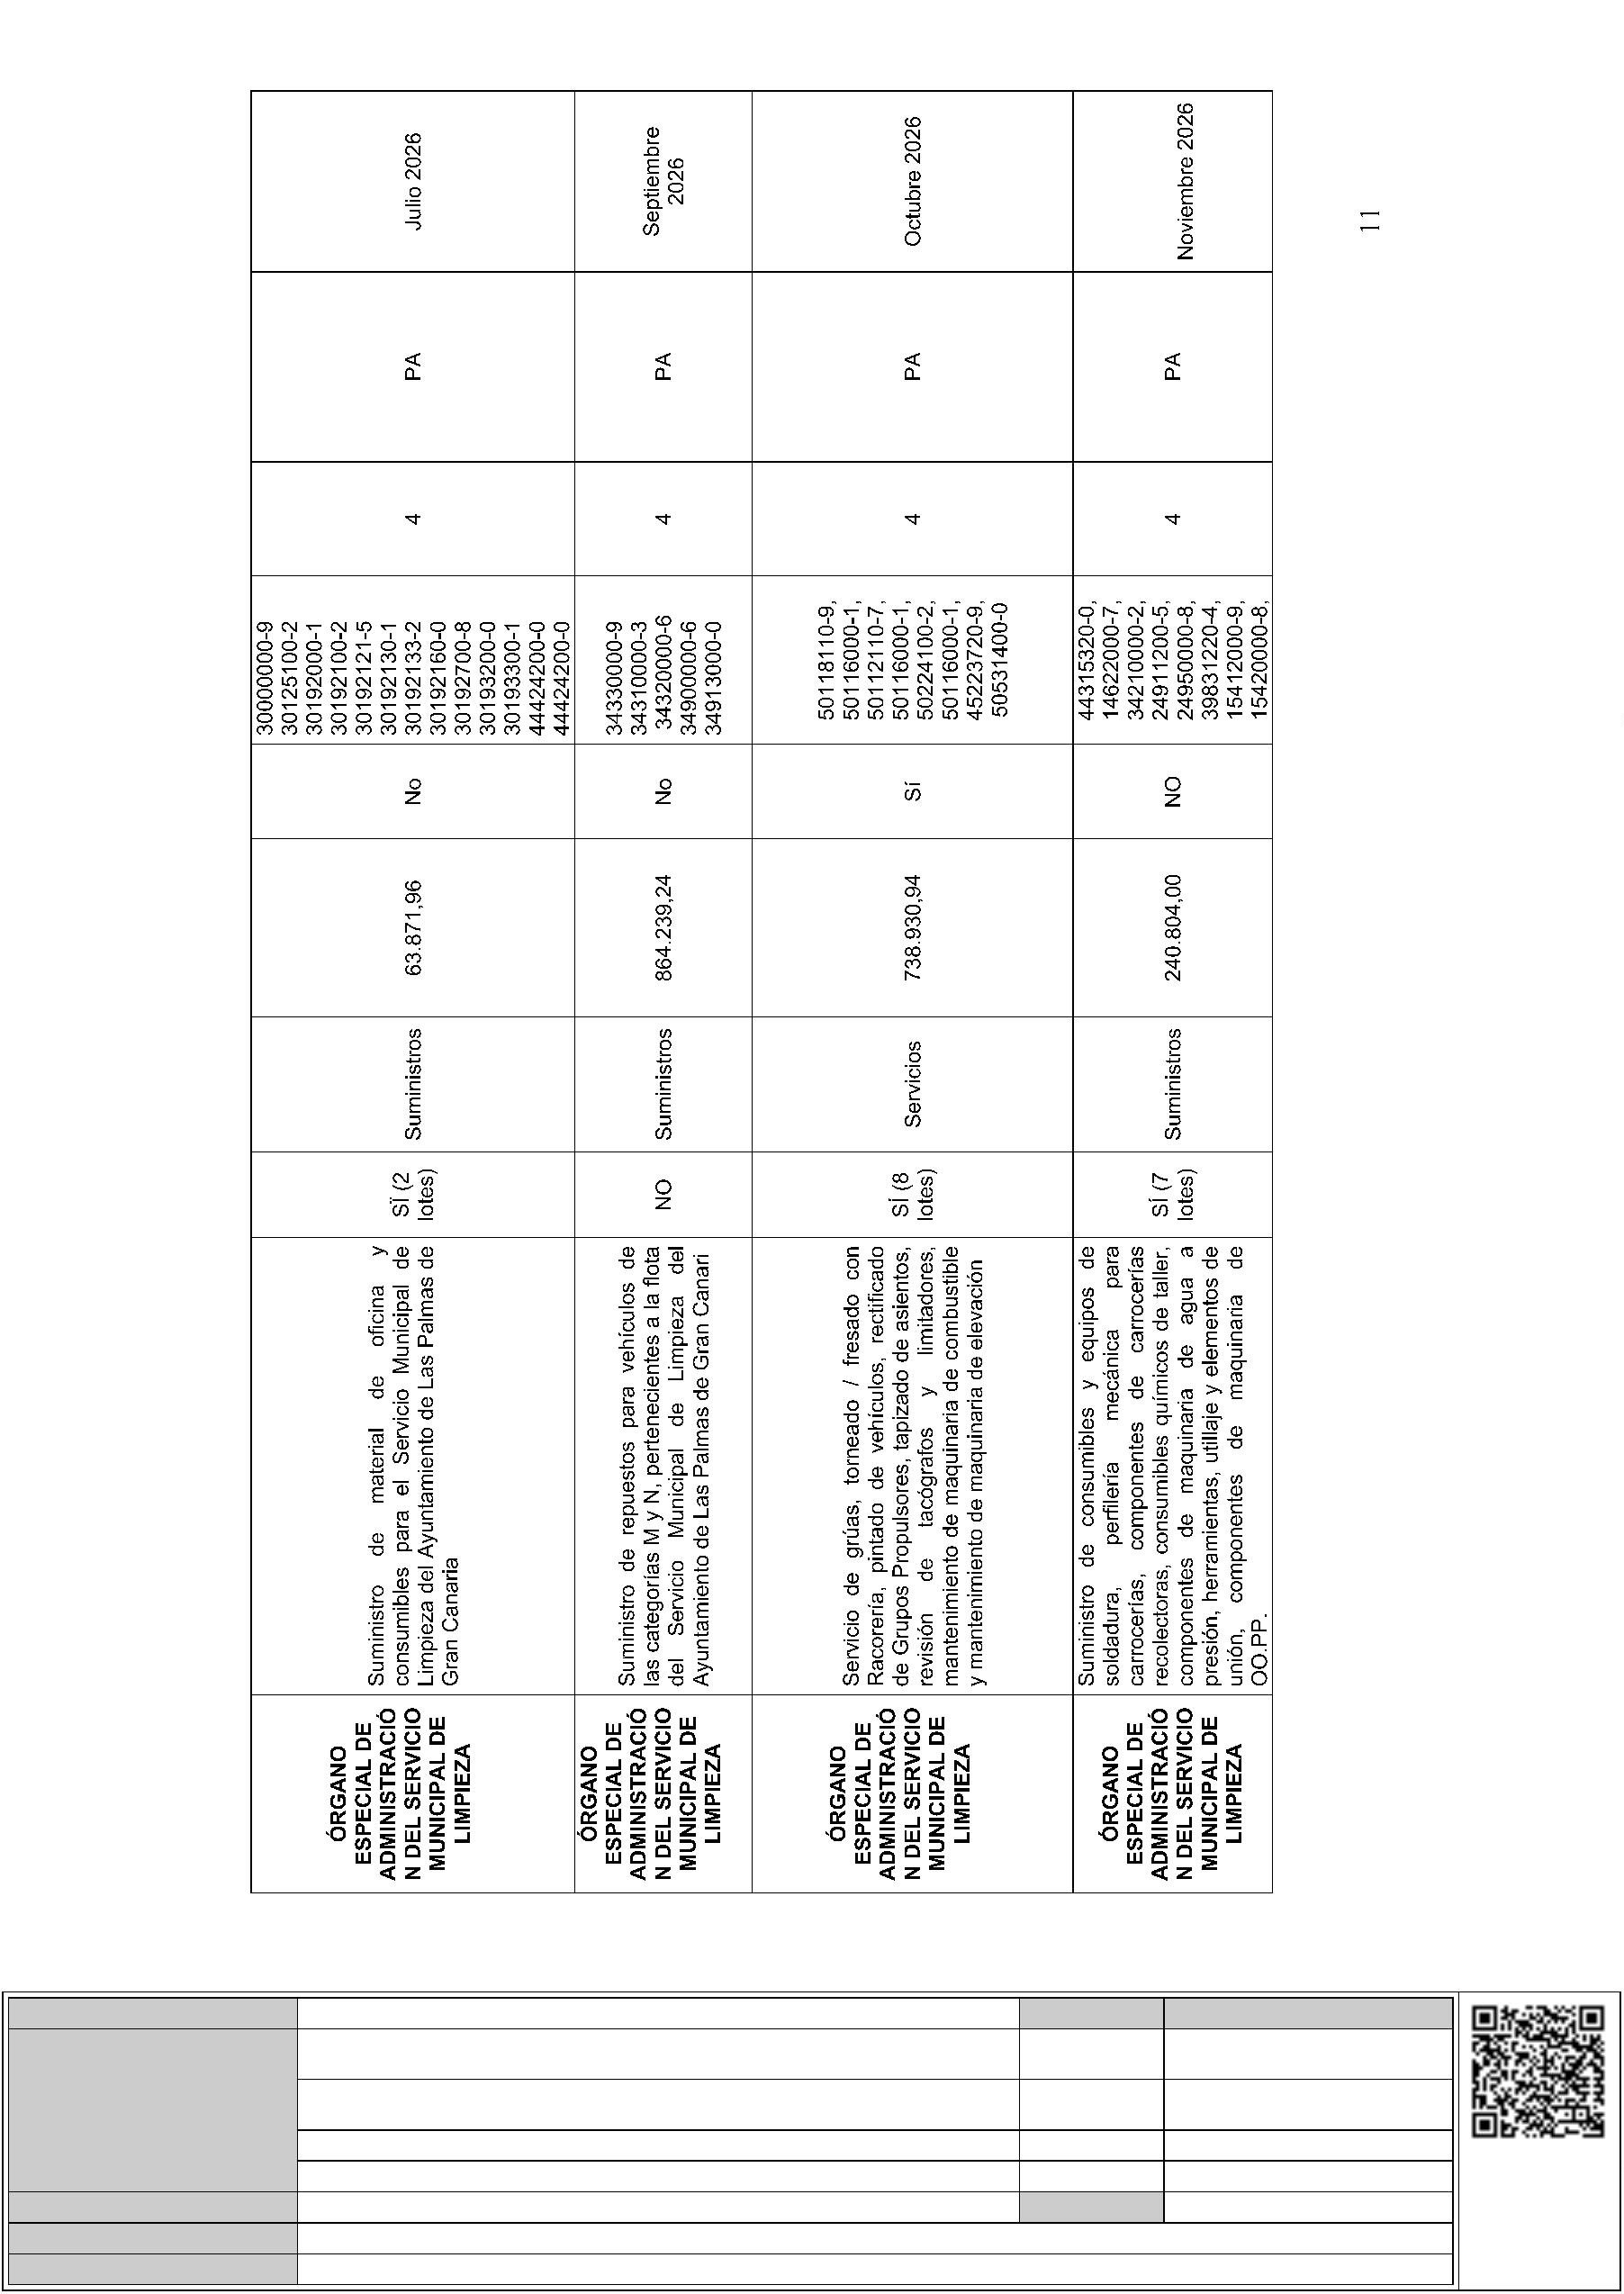 ÓRGANO
ESPECIAL DE
ADMINISTRACIÓ
N DEL SERVICIO
MUNICIPAL DE
LIMPIEZA
Suministro de material de oficina y
consumibles para el Servicio Municipal de
Limpieza del Ayuntamiento de Las Palmas de
Gran Canaria
SÏ (2
lotes)
Suministros
63.871,96
No
30000000-9
30125100-2
30192000-1
30192100-2
30192121-5
30192130-1
30192133-2
30192160-0
30192700-8
30193200-0
30193300-1
44424200-0
44424200-0
4
PA
Julio 2026
ÓRGANO
ESPECIAL DE
ADMINISTRACIÓ
N DEL SERVICIO
MUNICIPAL DE
LIMPIEZA
Suministro de repuestos para vehículos de
las categorías M y N, pertenecientes a la flota
del Servicio Municipal de Limpieza del
Ayuntamiento de Las Palmas de Gran Canari
NO
Suministros
864.239,24
No
34330000-9
34310000-3
34320000-6
34900000-6
34913000-0
4
PA
Septiembre
2026
ÓRGANO
ESPECIAL DE
ADMINISTRACIÓ
N DEL SERVICIO
MUNICIPAL DE
LIMPIEZA
Servicio de grúas, torneado / fresado con
Racorería, pintado de vehículos, rectificado
de Grupos Propulsores, tapizado de asientos,
revisión de tacógrafos y limitadores,
mantenimiento de maquinaria de combustible
y mantenimiento de maquinaria de elevación
SÍ (8
lotes)
Servicios
738.930,94
Sí
50118110-9,
50116000-1,
50112110-7,
50116000-1,
50224100-2,
50116000-1,
45223720-9,
50531400-0
4
PA
Octubre 2026
ÓRGANO
ESPECIAL DE
ADMINISTRACIÓ
N DEL SERVICIO
MUNICIPAL DE
LIMPIEZA
Suministro de consumibles y equipos de
soldadura, perfilería mecánica para
carrocerías, componentes de carrocerías
recolectoras, consumibles químicos de taller,
componentes de maquinaria de agua a
presión, herramientas, utillaje y elementos de
unión, componentes de maquinaria de
OO.PP.
SÍ (7
lotes)
Suministros
240.804,00
NO
44315320-0,
14622000-7,
34210000-2,
24911200-5,
24950000-8,
39831220-4,
15412000-9,
15420000-8,
4
PA
Noviembre 2026
11